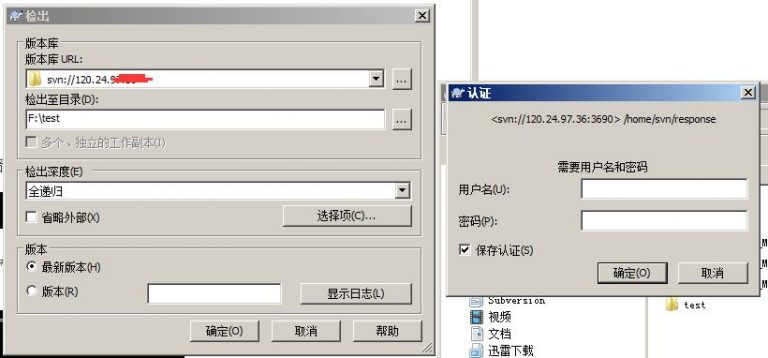 检出
版本库
版本库 URL:
svn://120.24.9
...
检出至目录(D):
F:\test
...
多个、独立的工作副本(I)
检出深度(E)
全递归
省略外部(X)
选择项(C)...
版本
最新版本(H)
版本(R)
显示日志(L)
确定(O)
取消
帮助
认证
<svn://120.24.97.36:3690> /home/svn/response
需要用户名和密码
用户名(U):
密码(P):
保存认证(S)
确定(O)
取消
Subversion
视频
文档
迅雷下载
test